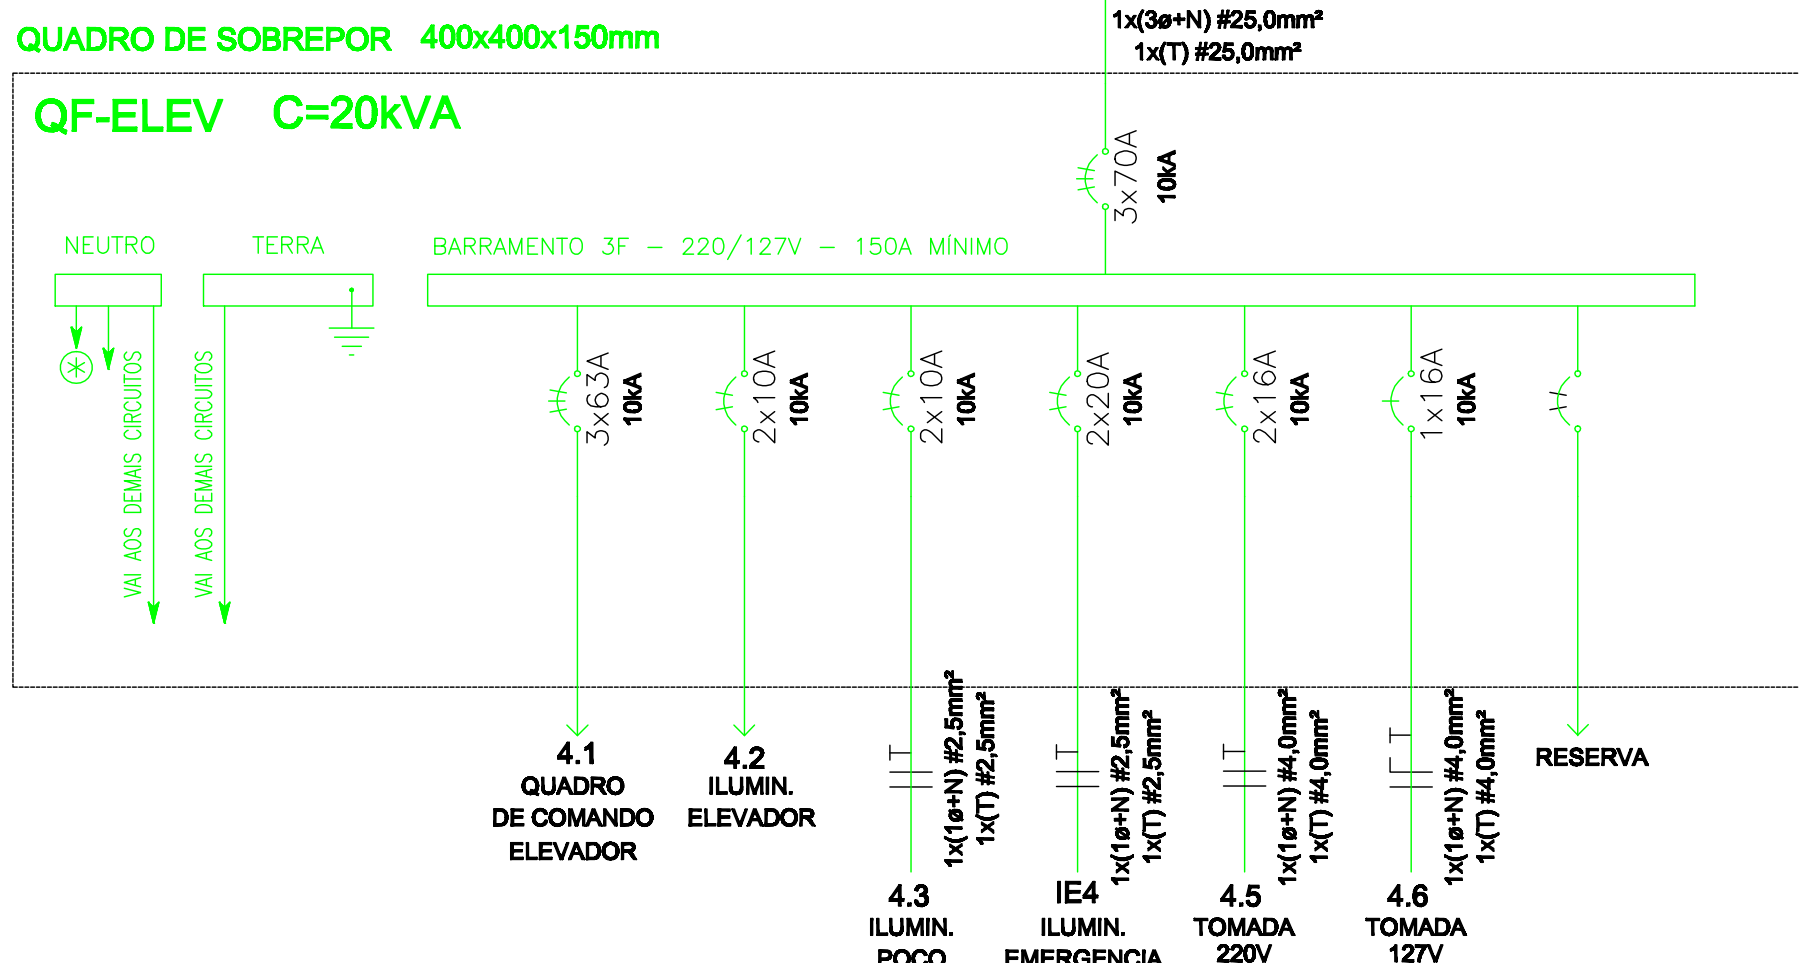 QUADRO DE SOBREPOR 400x400x150mm
1x(3ø+N) #25,0mm²
1x(T) #25,0mm²
QF-ELEV C=20kVA
3x70A
10kA
NEUTRO
TERRA
BARRAMENTO 3F - 220/127V - 150A MÍNIMO
VAI AOS DEMAIS CIRCUITOS
VAI AOS DEMAIS CIRCUITOS
3x63A
10kA
2x10A
10kA
2x10A
10kA
2x20A
10kA
2x16A
10kA
1x16A
10kA
4.1
QUADRO
DE COMANDO
ELEVADOR
4.2
ILUMIN.
ELEVADOR
T
1x(1ø+N) #2,5mm²
1x(T) #2,5mm²
4.3
ILUMIN.
POCO
T
1x(1ø+N) #2,5mm²
1x(T) #2,5mm²
IE4
ILUMIN.
EMERGENCIA
T
1x(1ø+N) #4,0mm²
1x(T) #4,0mm²
4.5
TOMADA
220V
T
1x(1ø+N) #4,0mm²
1x(T) #4,0mm²
4.6
TOMADA
127V
RESERVA